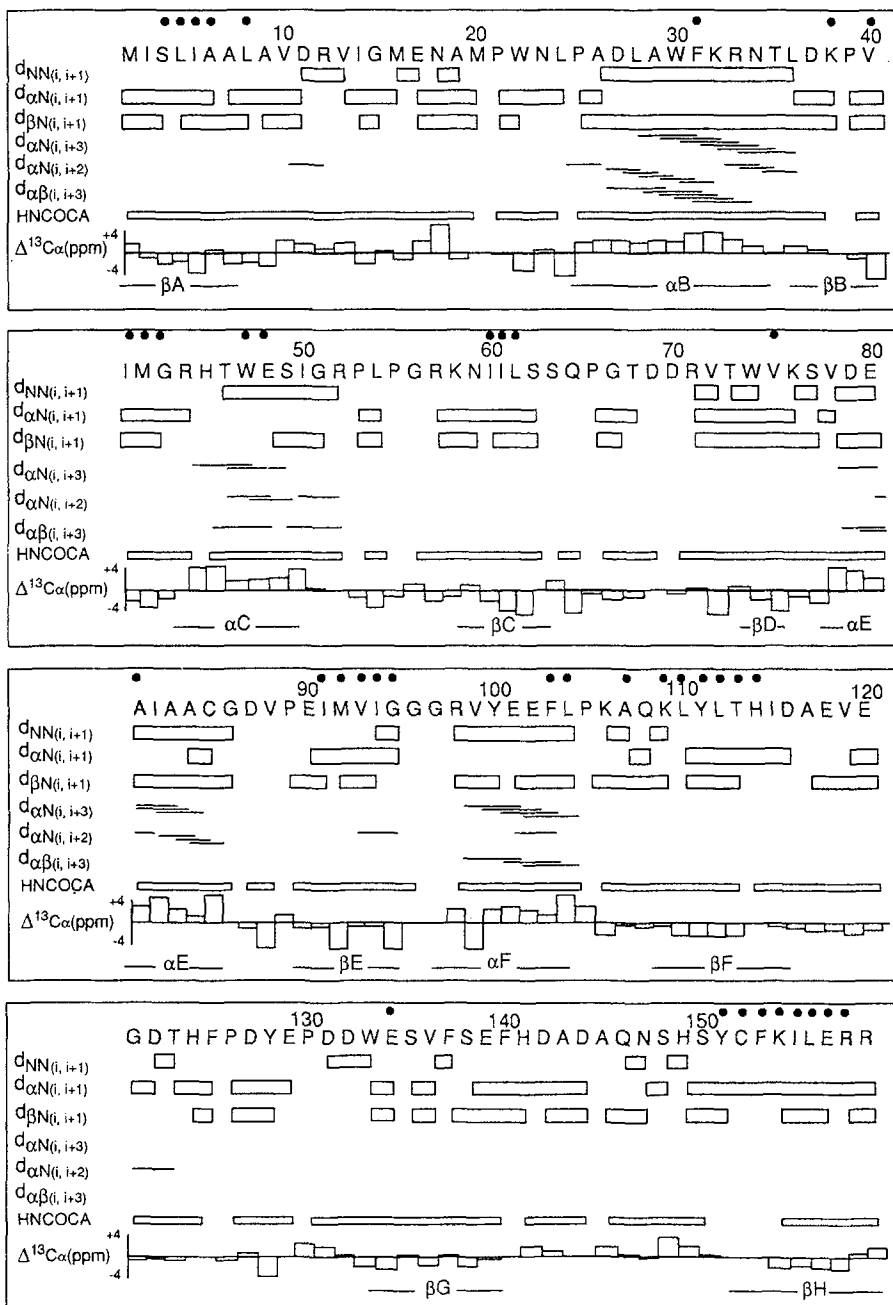 10 20 30 40
M I S L I A A L A V D R V I G M E N A M P W N L P A D L A W F K R N T L D K P V
dNN(i, i+1)
dαN(i, i+1)
dβN(i, i+1)
dαN(i, i+3)
dαN(i, i+2)
dαβ(i, i+3)
HNCOCA
Δ¹³Cα(ppm) +4 -4
βA αB βB
50 60 70 80
I M G R H T W E S I G R P L P G R K N I I L S S Q P G T D D R V T W V K S V D E
dNN(i, i+1)
dαN(i, i+1)
dβN(i, i+1)
dαN(i, i+3)
dαN(i, i+2)
dαβ(i, i+3)
HNCOCA
Δ¹³Cα(ppm) +4 -4
αC βC βD αE
90 100 110 120
A I A A C G D V P E I M V I G G G R V Y E E F L P K A Q K L Y L T H I D A E V E
dNN(i, i+1)
dαN(i, i+1)
dβN(i, i+1)
dαN(i, i+3)
dαN(i, i+2)
dαβ(i, i+3)
HNCOCA
Δ¹³Cα(ppm) +4 -4
αE βE αF βF
130 140 150
G D T H F P D Y E P D D W E S V F S E F H D A D A Q N S H S Y C F K I L E R R
dNN(i, i+1)
dαN(i, i+1)
dβN(i, i+1)
dαN(i, i+3)
dαN(i, i+2)
dαβ(i, i+3)
HNCOCA
Δ¹³Cα(ppm) +4 -4
βG βH